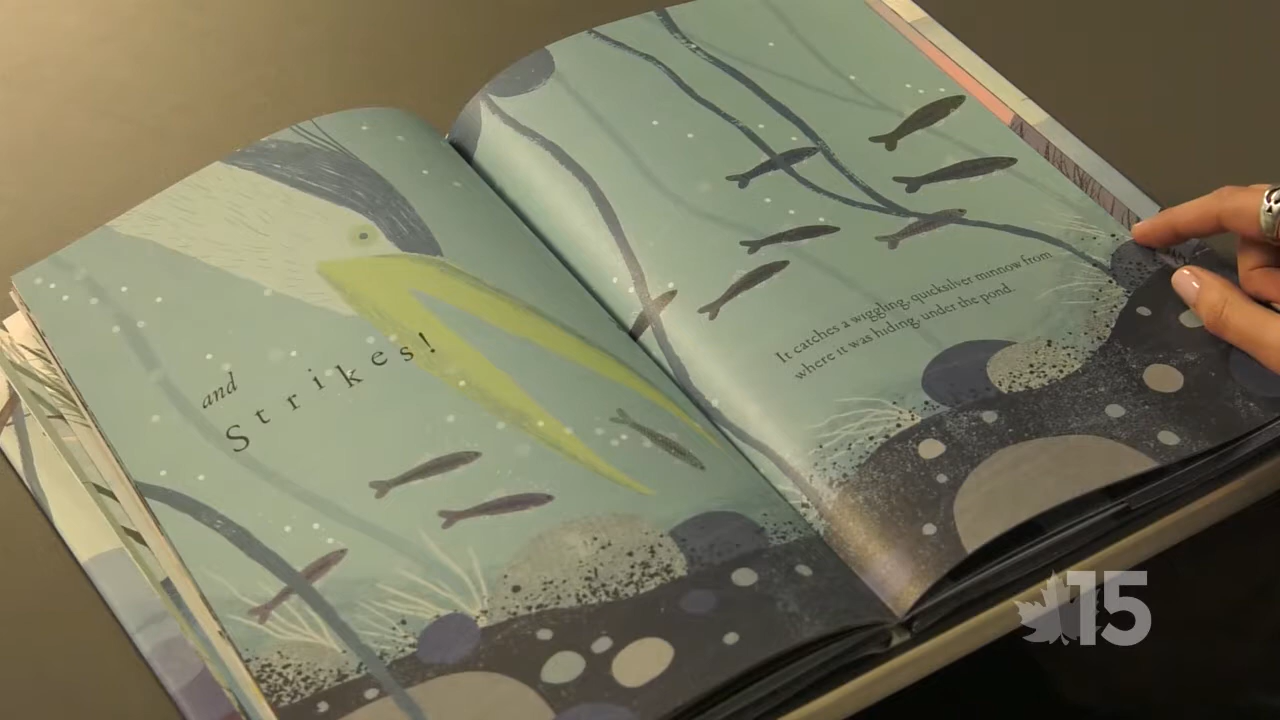 and
Strikes!
It catches a wiggling, quicksilver minnow from
where it was hiding, under the pond.
15